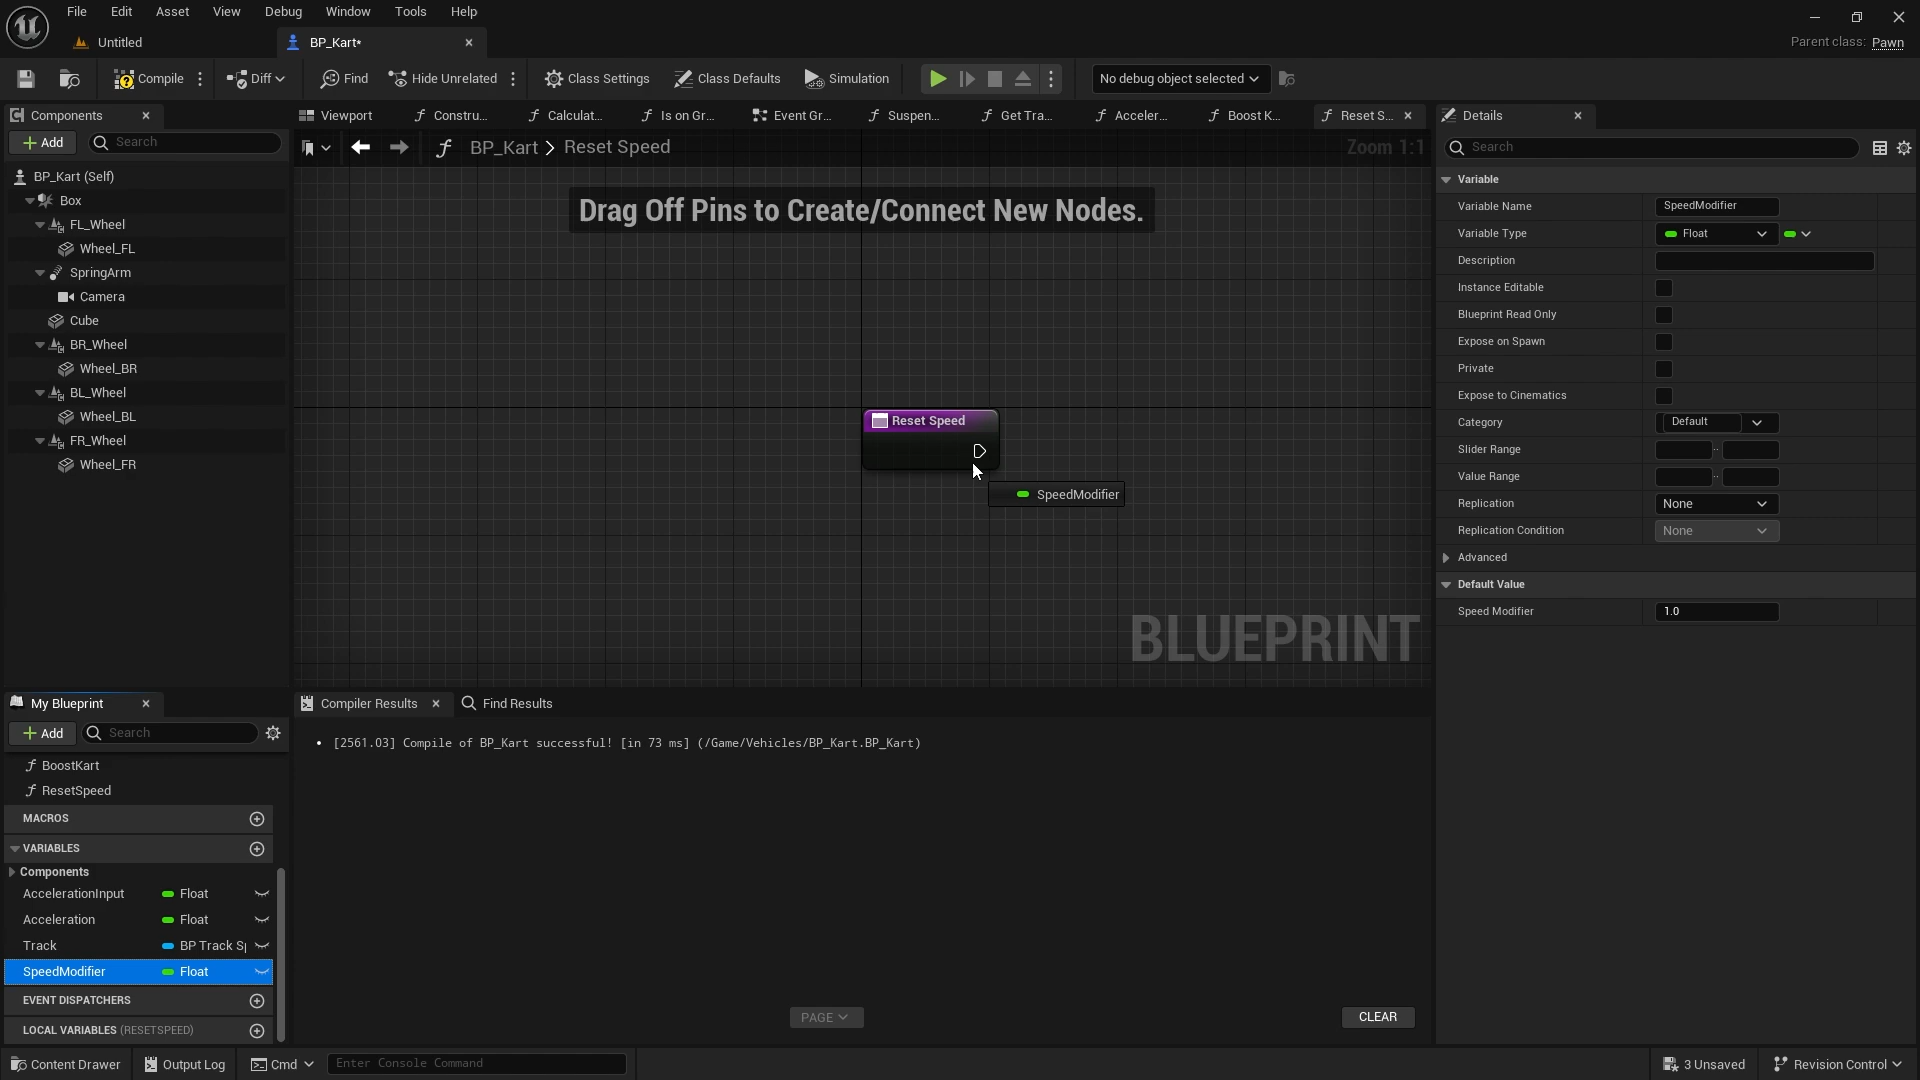 File Edit Asset View Debug Window Tools Help
Untitled
BP_Kart*
Parent class: Pawn
Compile
Diff
Find
Hide Unrelated
Class Settings
Class Defaults
Simulation
No debug object selected
Components
Add
Search
BP_Kart (Self)
Box
FL_Wheel
Wheel_FL
SpringArm
Camera
Cube
BR_Wheel
Wheel_BR
BL_Wheel
Wheel_BL
FR_Wheel
Wheel_FR
Viewport
Constru...
Calculat...
Is on Gr...
Event Gr...
Suspen...
Get Tra...
Acceler...
Boost K...
Reset S...
BP_Kart > Reset Speed
Zoom 1:1
Drag Off Pins to Create/Connect New Nodes.
Reset Speed
SpeedModifier
BLUEPRINT
Details
Search
Variable
Variable Name SpeedModifier
Variable Type Float
Description
Instance Editable
Blueprint Read Only
Expose on Spawn
Private
Expose to Cinematics
Category Default
Slider Range ..
Value Range ..
Replication None
Replication Condition None
Advanced
Default Value
Speed Modifier 1.0
My Blueprint
Add
Search
BoostKart
ResetSpeed
MACROS
VARIABLES
Components
AccelerationInput Float
Acceleration Float
Track BP Track S
SpeedModifier Float
EVENT DISPATCHERS
LOCAL VARIABLES (RESETSPEED)
Compiler Results
Find Results
• [2561.03] Compile of BP_Kart successful! [in 73 ms] (/Game/Vehicles/BP_Kart.BP_Kart)
PAGE
CLEAR
Content Drawer
Output Log
Cmd
Enter Console Command
3 Unsaved
Revision Control